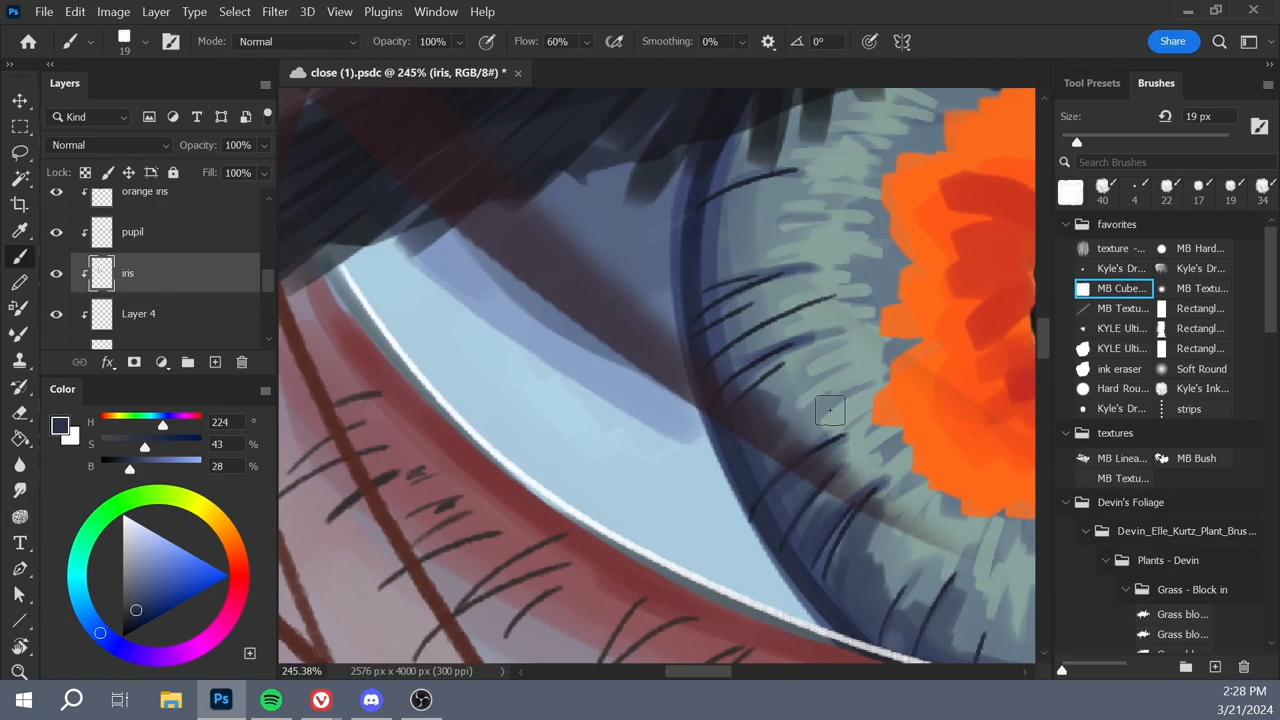 Ps File Edit Image Layer Type Select Filter 3D View Plugins Window Help
19 Mode: Normal Opacity: 100% Flow: 60% Smoothing: 0% 0° Share
Layers
Kind
Normal Opacity: 100%
Lock: Fill: 100%
orange iris
pupil
iris
Layer 4
fx
Color
H 224 °
S 43 %
B 28 %
close (1).psdc @ 245% (iris, RGB/8#) *
245.38% 2576 px x 4000 px (300 ppi)
Tool Presets Brushes
Size: 19 px
Search Brushes
40 4 22 17 19 34
favorites
texture -... MB Hard...
Kyle's Dr... Kyle's Dr...
MB Cube... MB Textu...
MB Textu... Rectangl...
KYLE Ulti... Rectangl...
KYLE Ulti... Rectangl...
ink eraser Soft Round
Hard Rou... Kyle's Ink...
Kyle's Dr... strips
textures
MB Linea... MB Bush
MB Textu...
Devin's Foliage
Devin_Elle_Kurtz_Plant_Brus...
Plants - Devin
Grass - Block in
Grass blo...
Grass blo...
Ps
2:28 PM
3/21/2024